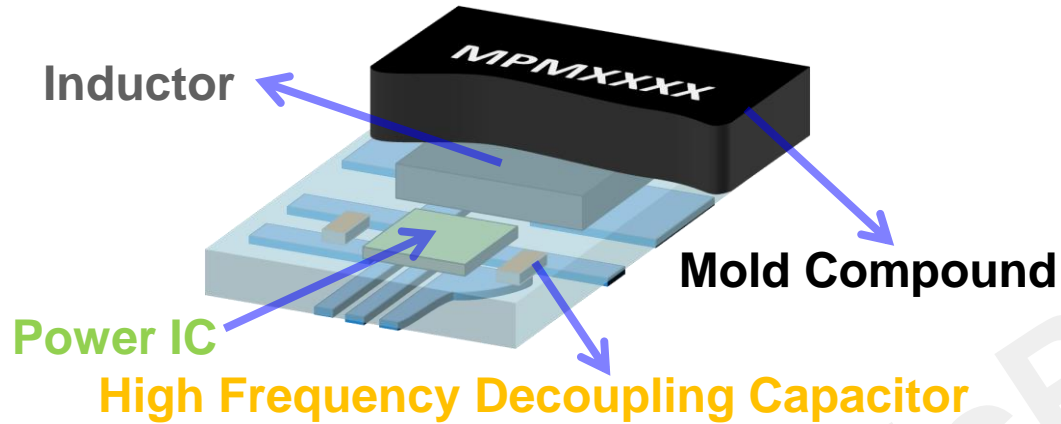 MPMXXXX
Inductor
Mold Compound
Power IC
High Frequency Decoupling Capacitor